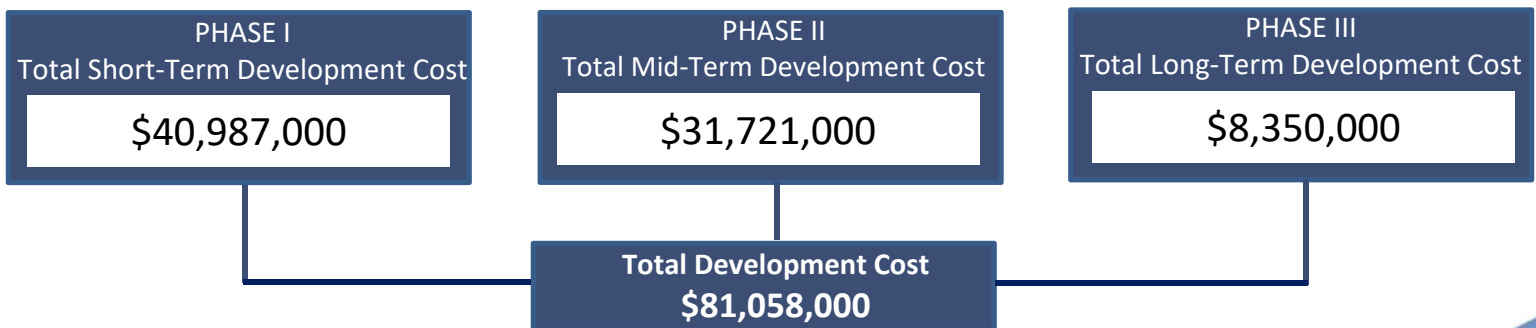 PHASE I
Total Short-Term Development Cost
$40,987,000
PHASE II
Total Mid-Term Development Cost
$31,721,000
PHASE III
Total Long-Term Development Cost
$8,350,000
Total Development Cost
$81,058,000